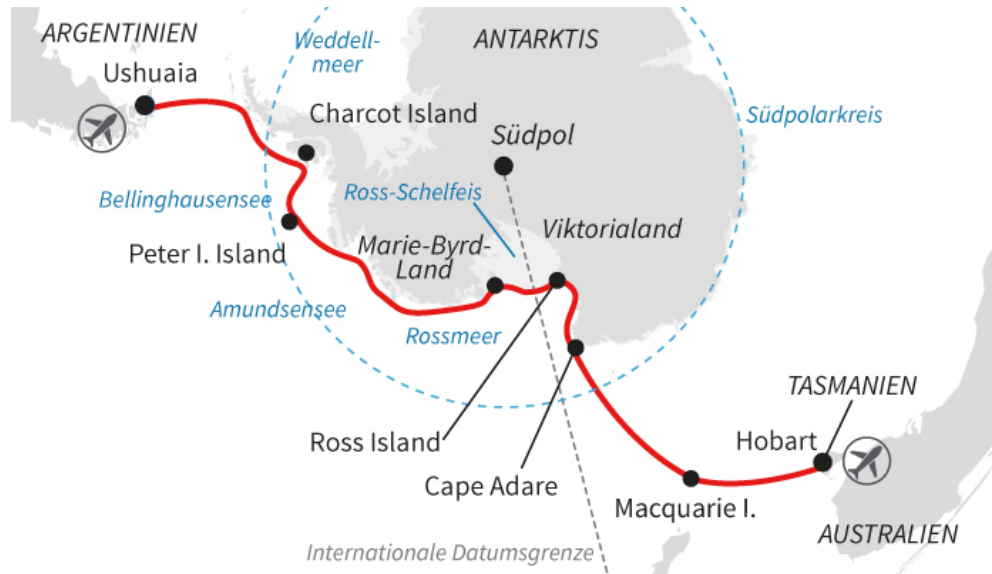 ARGENTINIEN
Ushuaia
Weddell-
meer
ANTARKTIS
Charcot Island
Südpol
Südpolarkreis
Bellinghausensee
Ross-Schelfeis
Peter I. Island
Marie-Byrd-
Land
Viktorialand
Amundsensee
Rossmeer
TASMANIEN
Ross Island
Hobart
Cape Adare
Macquarie I.
AUSTRALIEN
Internationale Datumsgrenze